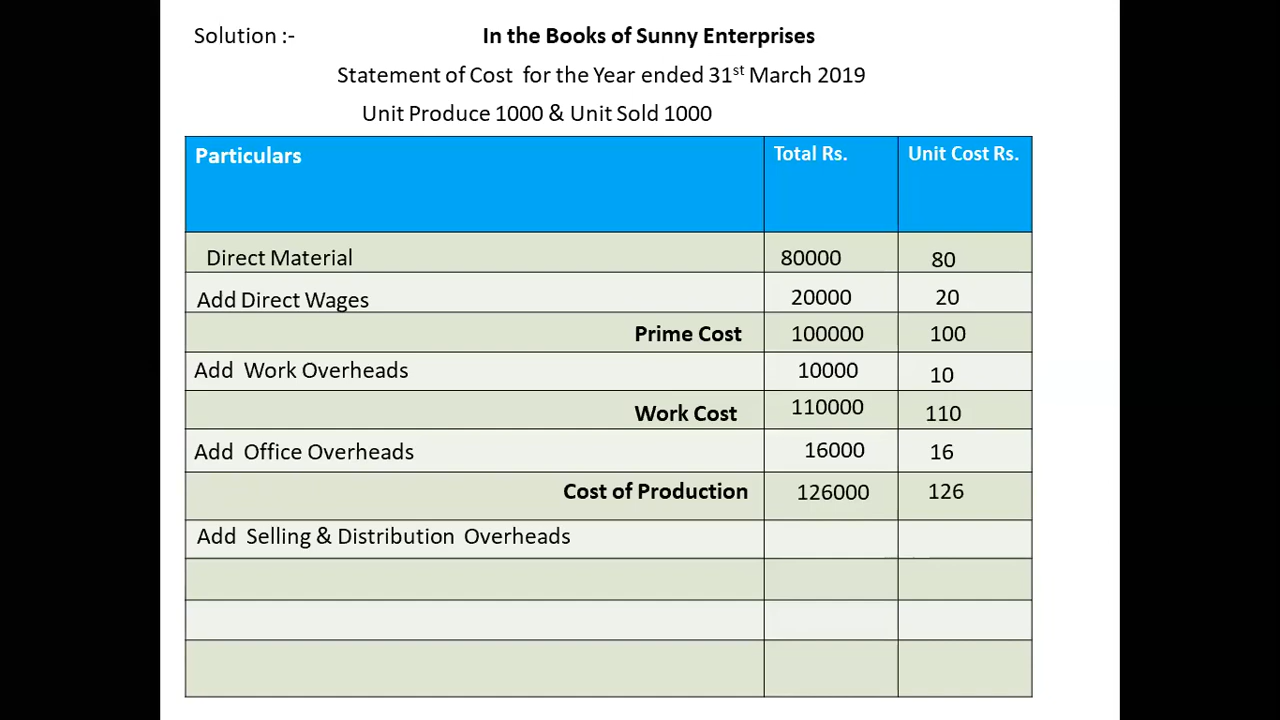 Solution :- In the Books of Sunny Enterprises
Statement of Cost for the Year ended 31st March 2019
Unit Produce 1000 & Unit Sold 1000
Particulars Total Rs. Unit Cost Rs.
Direct Material 80000 80
Add Direct Wages 20000 20
Prime Cost 100000 100
Add Work Overheads 10000 10
Work Cost 110000 110
Add Office Overheads 16000 16
Cost of Production 126000 126
Add Selling & Distribution Overheads